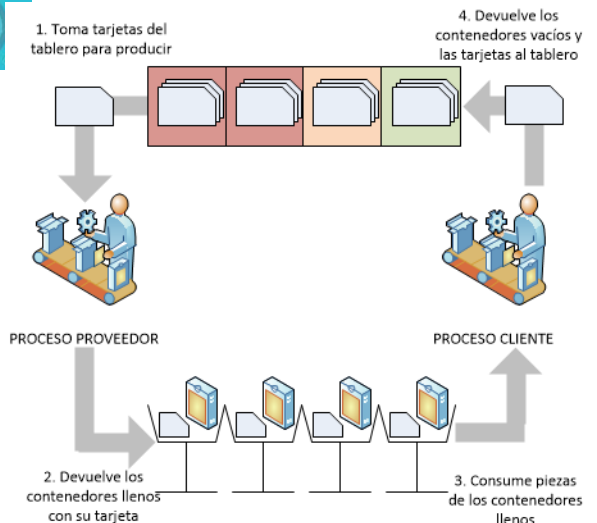 1. Toma tarjetas del
tablero para producir
4. Devuelve los
contenedores vacíos y
las tarjetas al tablero
PROCESO PROVEEDOR
PROCESO CLIENTE
2. Devuelve los
contenedores llenos
con su tarjeta
3. Consume piezas
de los contenedores
llenos